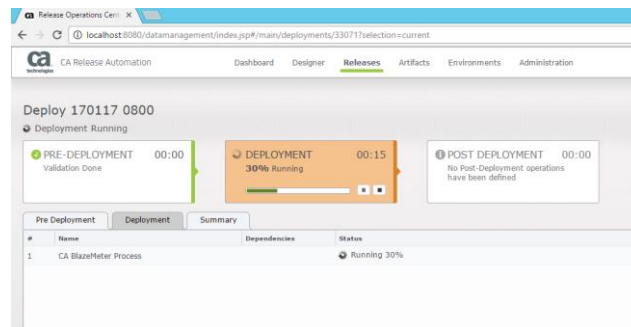 Release Operations Cent
localhost:8080/datamanagement/index.jsp#/main/deployments/33071?selection=current
ca
technologies
CA Release Automation
Dashboard Designer Releases Artifacts Environments Administration
Deploy 170117 0800
Deployment Running
PRE-DEPLOYMENT 00:00
Validation Done
DEPLOYMENT 00:15
30% Running
POST DEPLOYMENT 00:00
No Post-Deployment operations
have been defined
Pre Deployment Deployment Summary
# Name Dependencies Status
1 CA BlazeMeter Process Running 30%